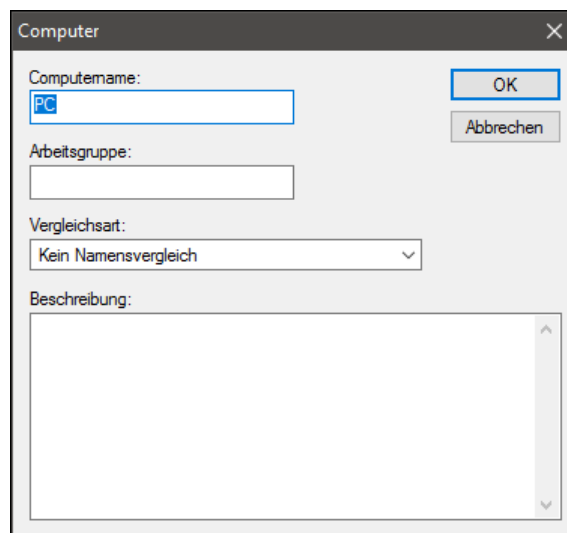 Computer
Computername:
PC
OK
Abbrechen
Arbeitsgruppe:
Vergleichsart:
Kein Namensvergleich
Beschreibung: